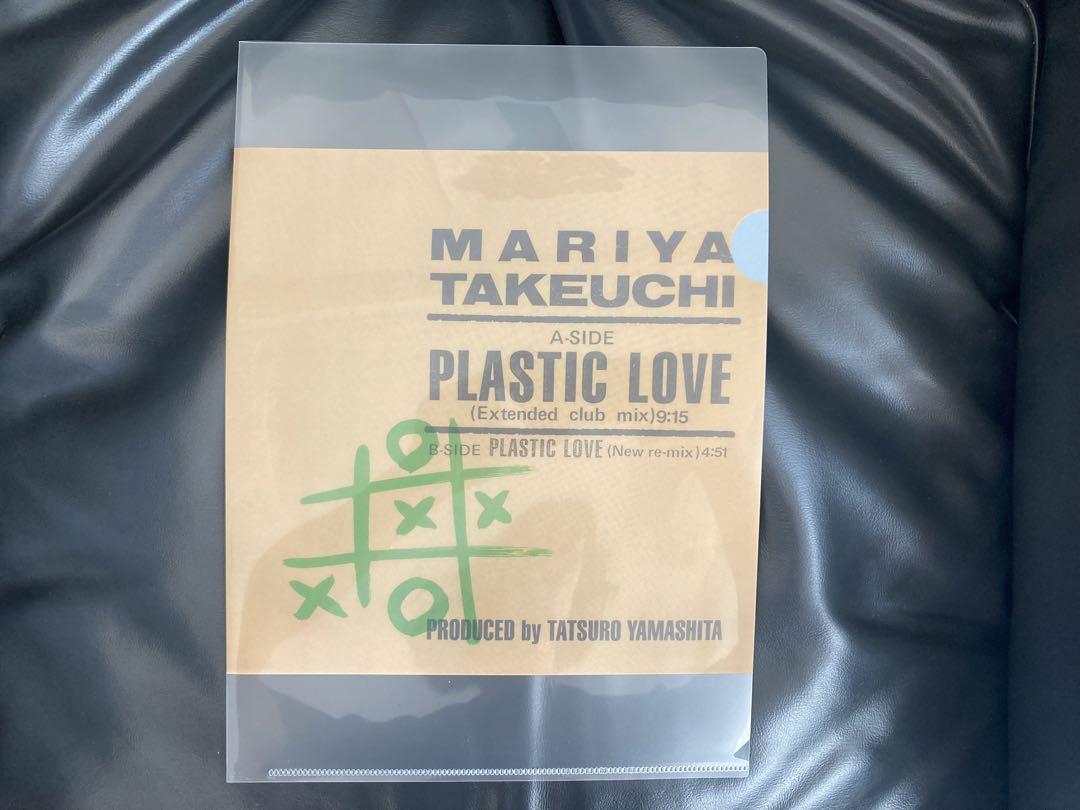 MARIYA
TAKEUCHI
A-SIDE
PLASTIC LOVE
(Extended club mix)9:15
B-SIDE PLASTIC LOVE (New re-mix)4:51
PRODUCED by TATSURO YAMASHITA